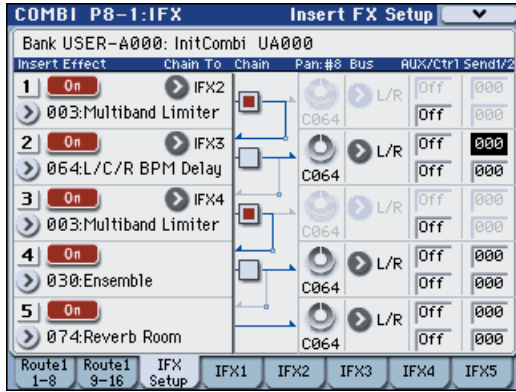 COMBI P8-1:IFX Insert FX Setup
Bank USER-A000: InitCombi UA000
Insert Effect Chain To Chain Pan:#8 Bus AUX/Ctrl Send1/2
1 On IFX2 L/R Off 000
003:Multiband Limiter C064 Off 000
2 On IFX3 L/R Off 000
064:L/C/R BPM Delay C064 Off 000
3 On IFX4 L/R Off 000
003:Multiband Limiter C064 Off 000
4 On L/R Off 000
030:Ensemble C064 Off 000
5 On L/R Off 000
074:Reverb Room C064 Off 000
Route1 1-8 Route1 9-16 IFX Setup IFX1 IFX2 IFX3 IFX4 IFX5